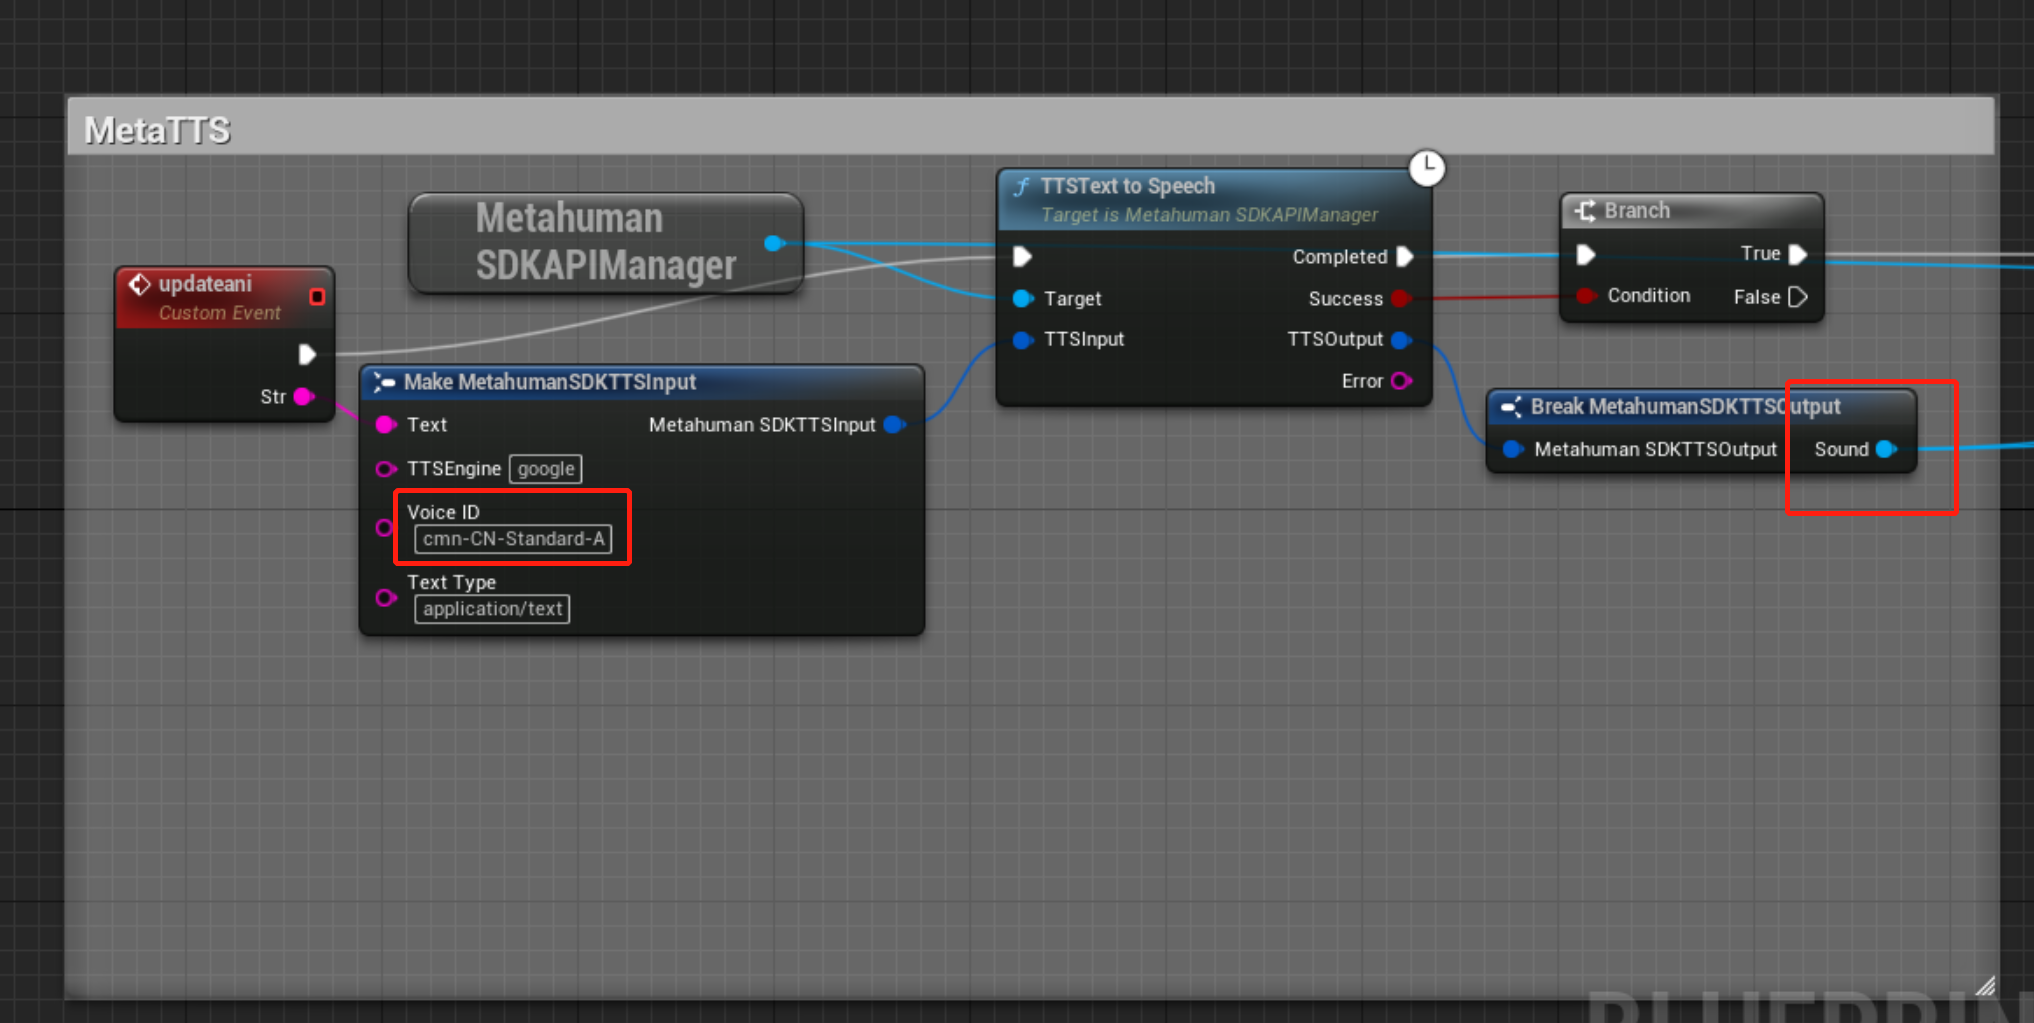 MetaTTS
updateani
Custom Event
Str
Metahuman
SDKAPIManager
Make MetahumanSDKTTSInput
Text
Metahuman SDKTTSInput
TTSEngine google
Voice ID
cmn-CN-Standard-A
Text Type
application/text
TTSText to Speech
Target is Metahuman SDKAPIManager
Completed
Target
Success
TTSInput
TTSOutput
Error
Branch
True
Condition
False
Break MetahumanSDKTTSOutput
Metahuman SDKTTSOutput
Sound